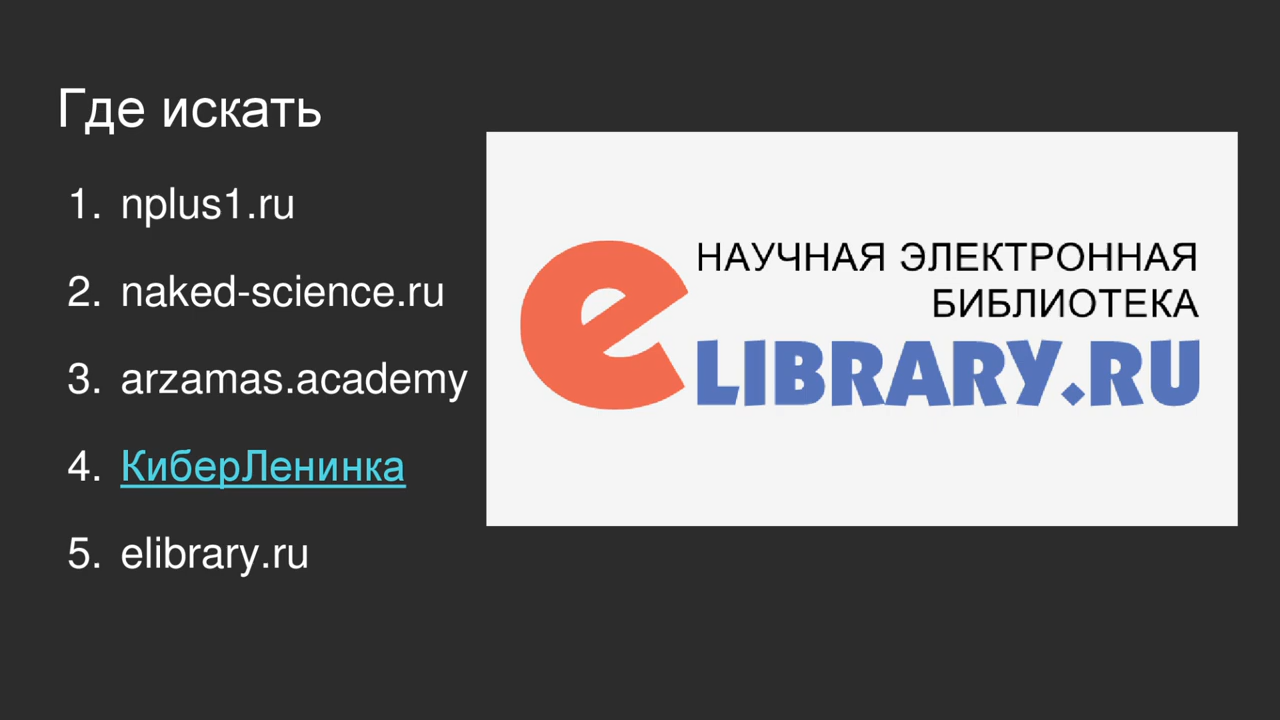 Где искать
1. nplus1.ru
2. naked-science.ru
3. arzamas.academy
4. КиберЛенинка
5. elibrary.ru
НАУЧНАЯ ЭЛЕКТРОННАЯ
БИБЛИОТЕКА
eLIBRARY.RU